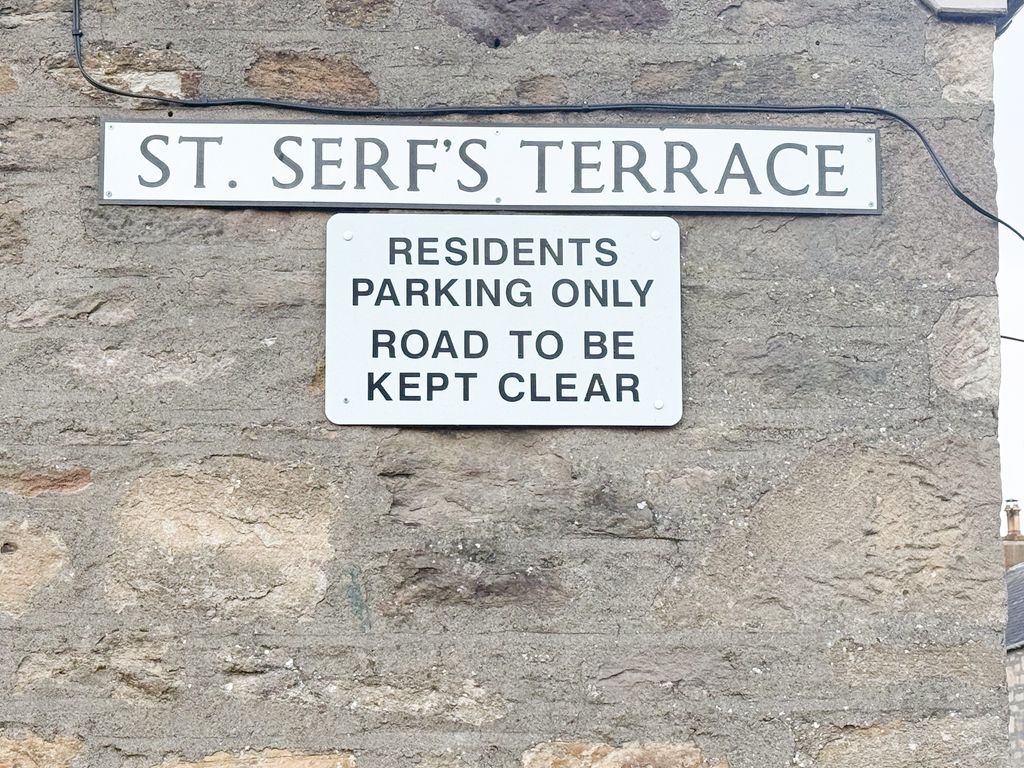 ST. SERF'S TERRACE
RESIDENTS
PARKING ONLY
ROAD TO BE
KEPT CLEAR